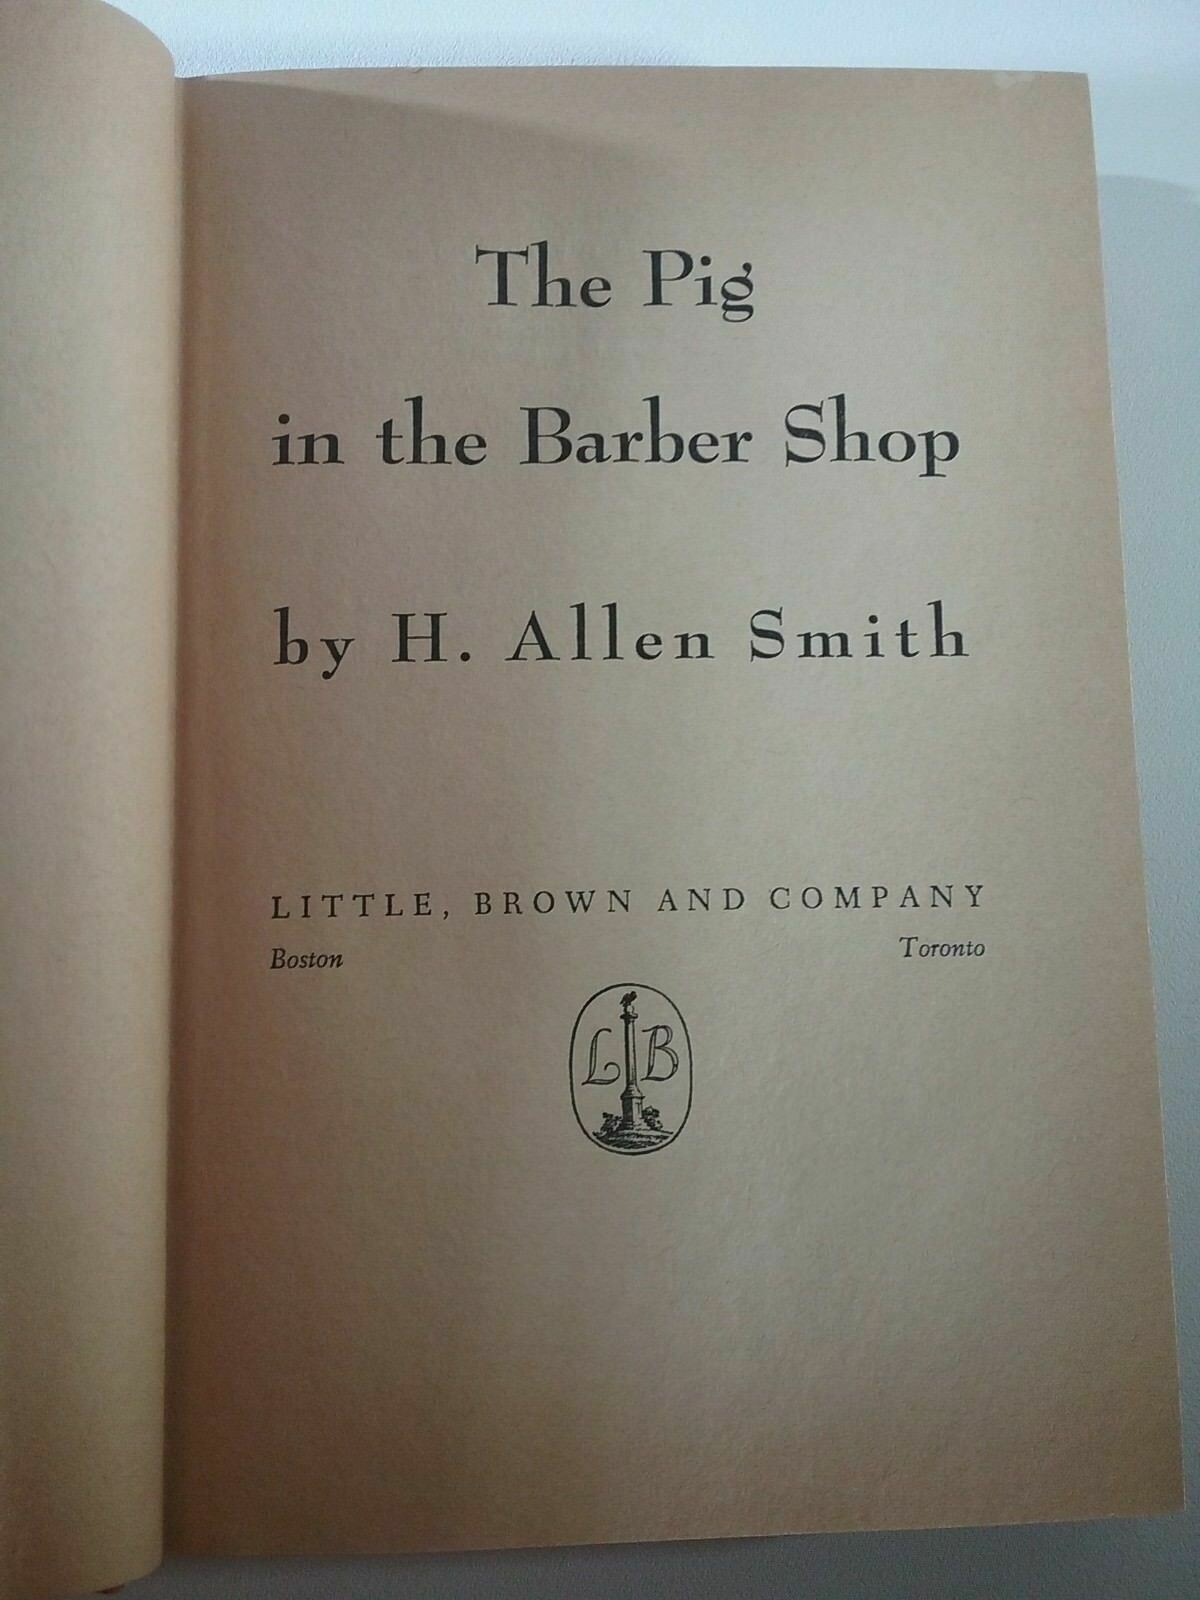 The Pig
in the Barber Shop
by H. Allen Smith
LITTLE, BROWN AND COMPANY
Boston Toronto
L B